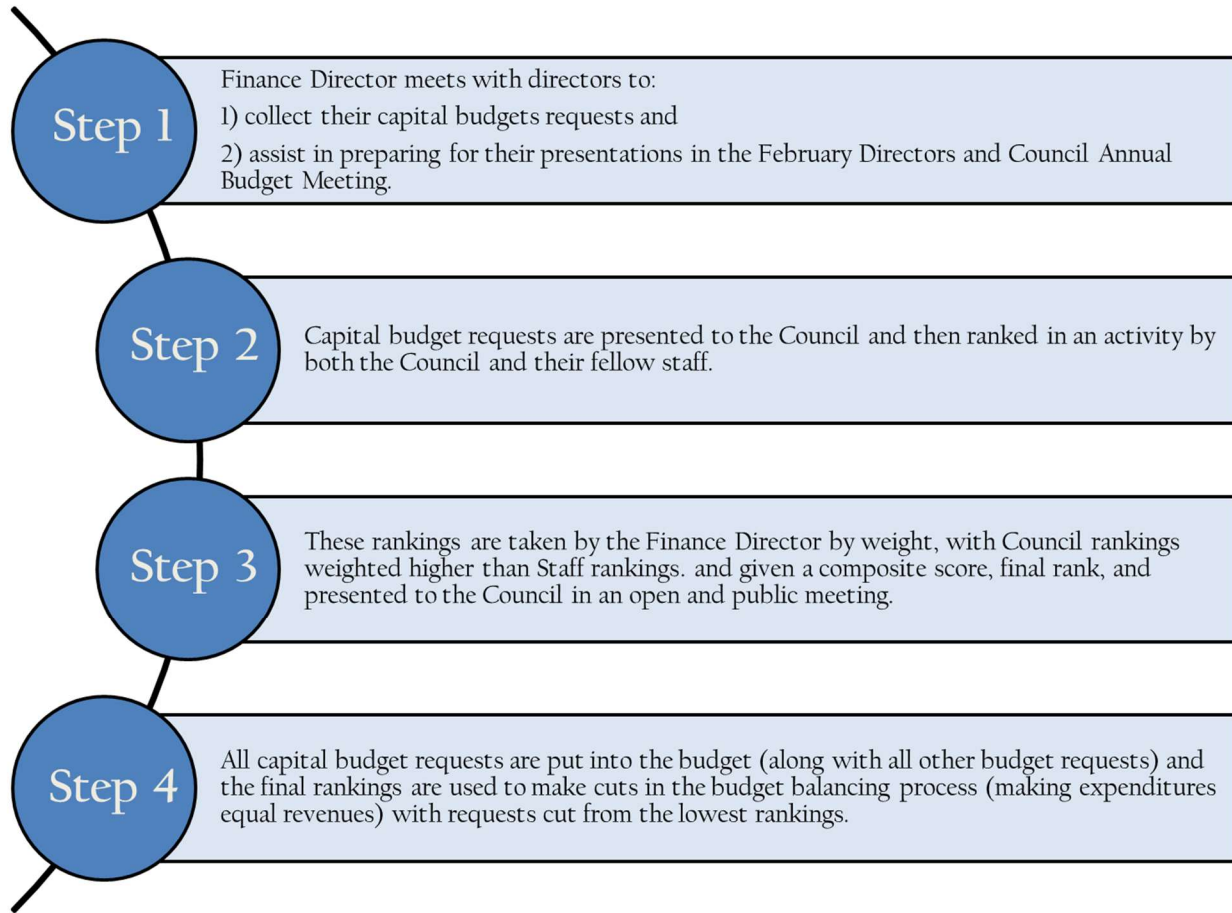 Step 1
Finance Director meets with directors to:
1) collect their capital budgets requests and
2) assist in preparing for their presentations in the February Directors and Council Annual
Budget Meeting.
Step 2
Capital budget requests are presented to the Council and then ranked in an activity by
both the Council and their fellow staff.
Step 3
These rankings are taken by the Finance Director by weight, with Council rankings
weighted higher than Staff rankings. and given a composite score, final rank, and
presented to the Council in an open and public meeting.
Step 4
All capital budget requests are put into the budget (along with all other budget requests) and
the final rankings are used to make cuts in the budget balancing process (making expenditures
equal revenues) with requests cut from the lowest rankings.